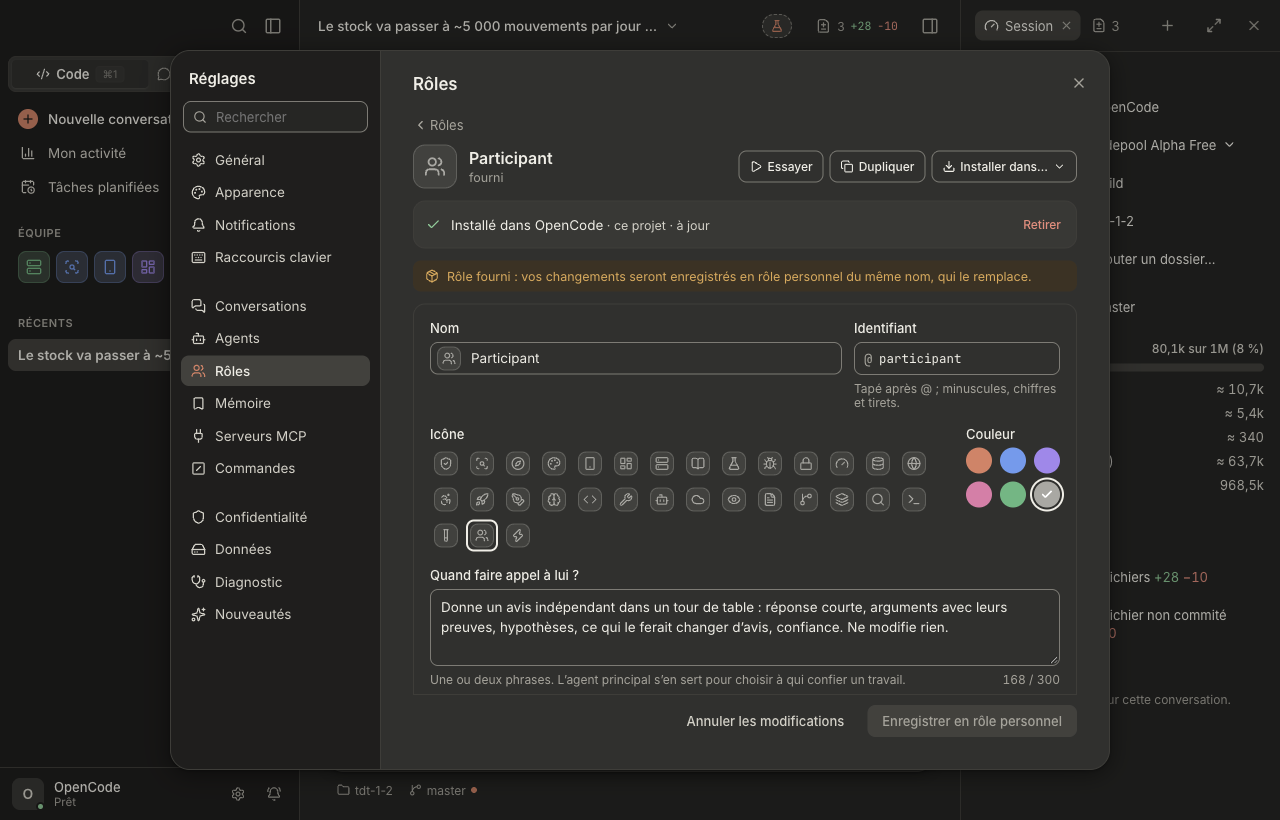 Le stock va passer à ~5 000 mouvements par jour ...
3 +28 -10
Session
3
Code ⌘1
Nouvelle conversat
Mon activité
Tâches planifiées
ÉQUIPE
RÉCENTS
Le stock va passer à ~5
OpenCode
Prêt
Réglages
Rechercher
Général
Apparence
Notifications
Raccourcis clavier
Conversations
Agents
Rôles
Mémoire
Serveurs MCP
Commandes
Confidentialité
Données
Diagnostic
Nouveautés
Rôles
Rôles
Participant
fourni
Essayer
Dupliquer
Installer dans...
Installé dans OpenCode · ce projet · à jour
Retirer
Rôle fourni : vos changements seront enregistrés en rôle personnel du même nom, qui le remplace.
Nom
Identifiant
Participant
@ participant
Tapé après @ ; minuscules, chiffres
et tirets.
Icône
Couleur
Quand faire appel à lui ?
Donne un avis indépendant dans un tour de table : réponse courte, arguments avec leurs
preuves, hypothèses, ce qui le ferait changer d’avis, confiance. Ne modifie rien.
Une ou deux phrases. L’agent principal s’en sert pour choisir à qui confier un travail.
168 / 300
Annuler les modifications
Enregistrer en rôle personnel
tdt-1-2
master
enCode
lepool Alpha Free
ild
-1-2
outer un dossier...
ster
80,1k sur 1M (8 %)
≈ 10,7k
≈ 5,4k
≈ 340
) ≈ 63,7k
968,5k
ichiers +28 −10
ichier non commité
0
ur cette conversation.
O